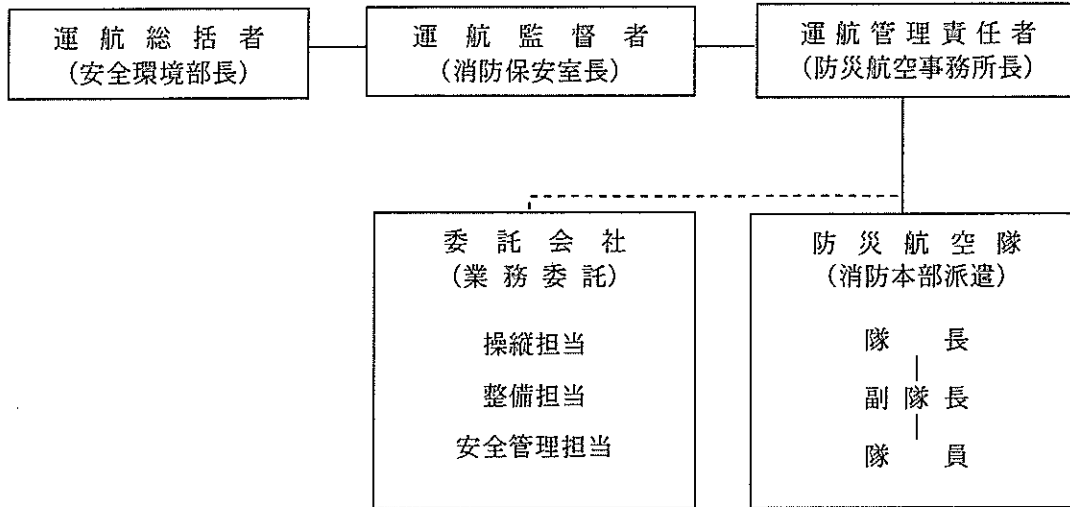 運航総括者
(安全環境部長)
運航監督者
(消防保安室長)
運航管理責任者
(防災航空事務所長)
委託会社
(業務委託)
操縦担当
整備担当
安全管理担当
防災航空隊
(消防本部派遣)
隊長
副隊長
隊員